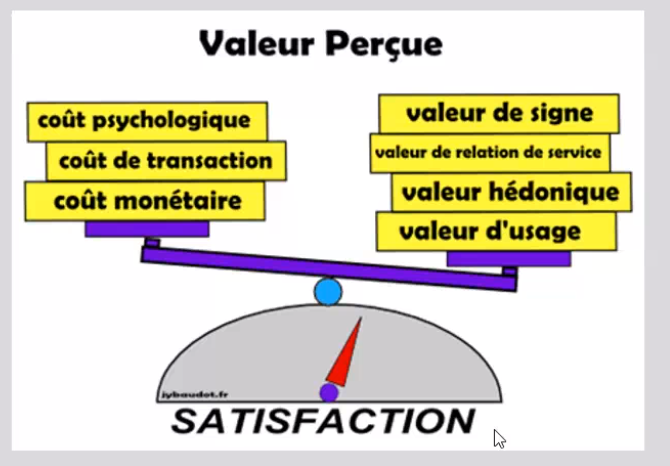 Valeur Perçue
coût psychologique
coût de transaction
coût monétaire
valeur de signe
valeur de relation de service
valeur hédonique
valeur d'usage
jybaudot.fr
SATISFACTION